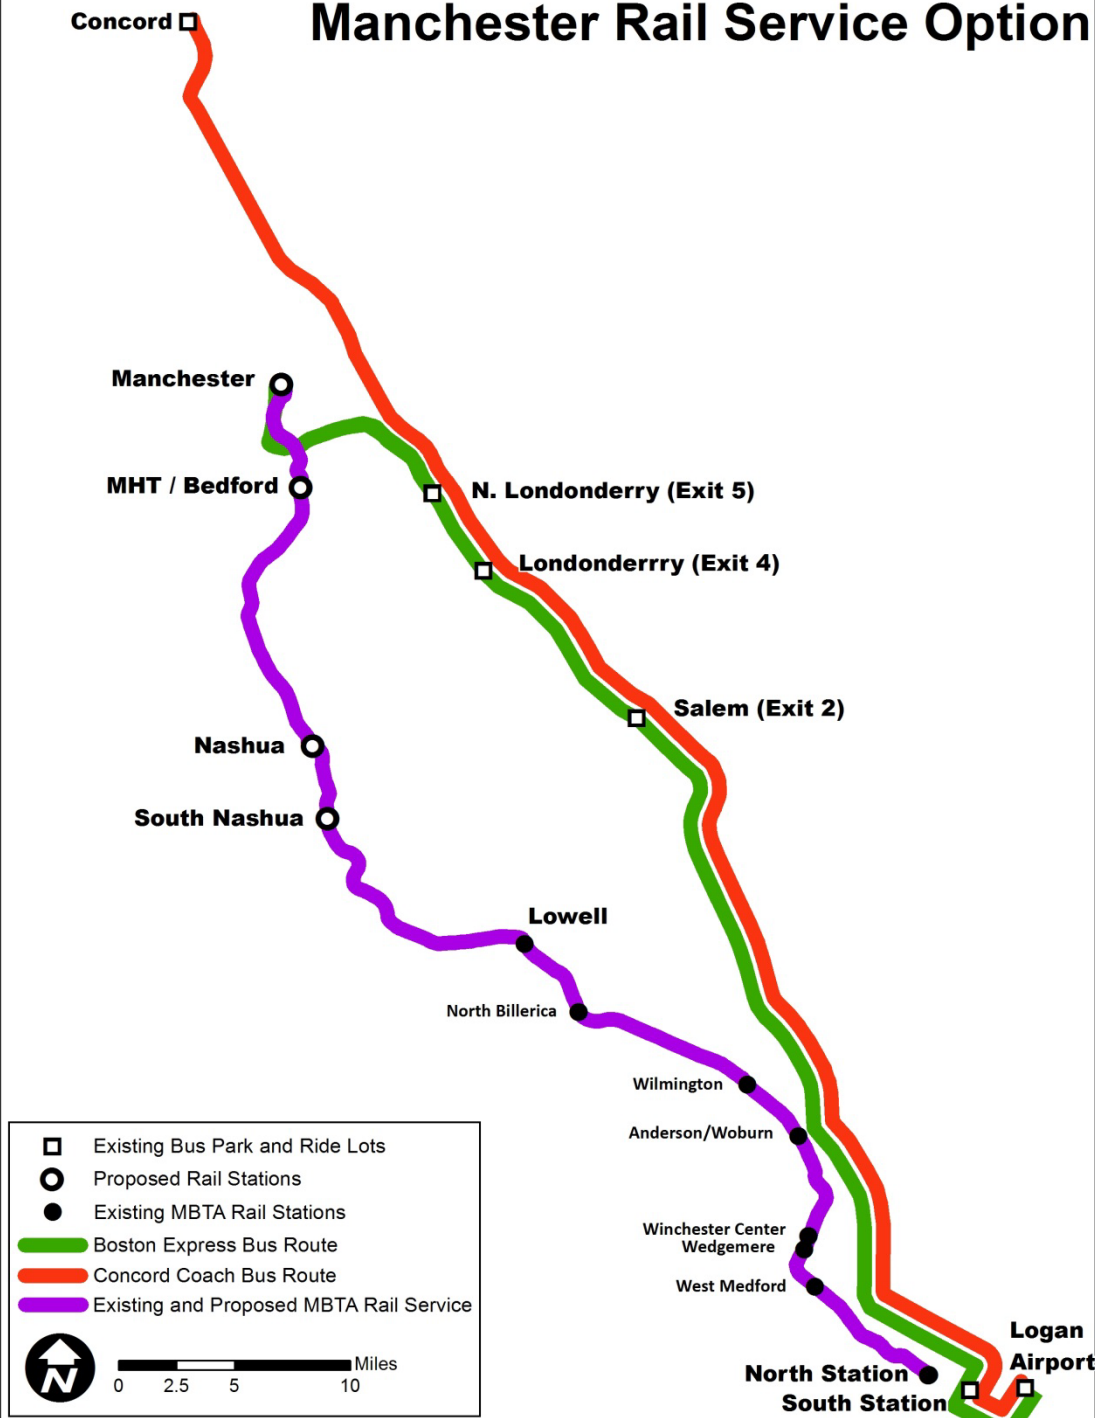 Manchester Rail Service Option
Concord
Manchester
MHT / Bedford
N. Londonderry (Exit 5)
Londonderrry (Exit 4)
Salem (Exit 2)
Nashua
South Nashua
Lowell
North Billerica
Wilmington
Anderson/Woburn
Winchester Center
Wedgemere
West Medford
North Station
South Station
Logan
Airport
Existing Bus Park and Ride Lots
Proposed Rail Stations
Existing MBTA Rail Stations
Boston Express Bus Route
Concord Coach Bus Route
Existing and Proposed MBTA Rail Service
N
Miles
0 2.5 5 10